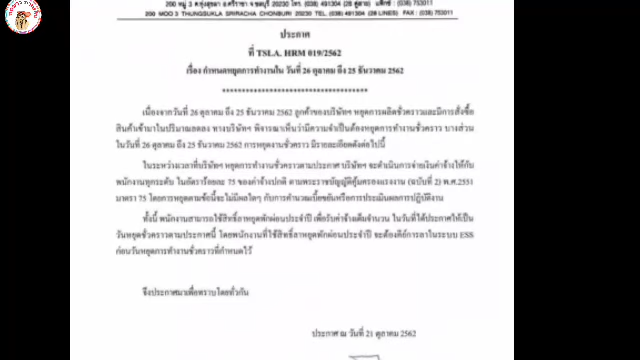 200 หมู่ 3 ต.ทุ่งสุขลา อ.ศรีราชา จ.ชลบุรี 20230 โทร. (038) 491304 (28 คู่สาย) แฟ็กซ์ : (038) 753011
200 MOO 3 THUNGSUKLA SRIRACHA CHONBURI 20230 TEL. (038) 491304 (28 LINES) FAX : (038) 753011
ประกาศ
ที่ TSLA. HRM 019/2562
เรื่อง กำหนดหยุดการทำงานใน วันที่ 26 ตุลาคม ถึง 25 ธันวาคม 2562
************************************
เนื่องจากวันที่ 26 ตุลาคม ถึง 25 ธันวาคม 2562 ลูกค้าของบริษัทฯ หยุดการผลิตชั่วคราวและมีการสั่งซื้อ
สินค้าเข้ามาในปริมาณลดลง ทางบริษัทฯ พิจารณาเห็นว่ามีความจำเป็นต้องหยุดการทำงานชั่วคราว บางส่วน
ในวันที่ 26 ตุลาคม ถึง 25 ธันวาคม 2562 การหยุดงานชั่วคราว มีรายละเอียดดังต่อไปนี้
ในระหว่างเวลาที่บริษัทฯ หยุดการทำงานชั่วคราวตามประกาศ บริษัทฯ จะดำเนินการจ่ายเงินค่าจ้างให้กับ
พนักงานทุกระดับ ในอัตราร้อยละ 75 ของค่าจ้างปกติ ตามพระราชบัญญัติคุ้มครองแรงงาน (ฉบับที่ 2) พ.ศ.2551
มาตรา 75 โดยการหยุดตามข้อนี้จะไม่มีผลใดๆ กับการคำนวณเบี้ยขยันหรือการประเมินผลการปฏิบัติงาน
ทั้งนี้ พนักงานสามารถใช้สิทธิ์ลาหยุดพักผ่อนประจำปี เพื่อรับค่าจ้างเต็มจำนวน ในวันที่ได้ประกาศให้เป็น
วันหยุดชั่วคราวตามประกาศนี้ โดยพนักงานที่ใช้สิทธิ์ลาหยุดพักผ่อนประจำปี จะต้องคีย์การลาในระบบ ESS
ก่อนวันหยุดการทำงานชั่วคราวที่กำหนดไว้
จึงประกาศมาเพื่อทราบโดยทั่วกัน
ประกาศ ณ วันที่ 21 ตุลาคม 2562